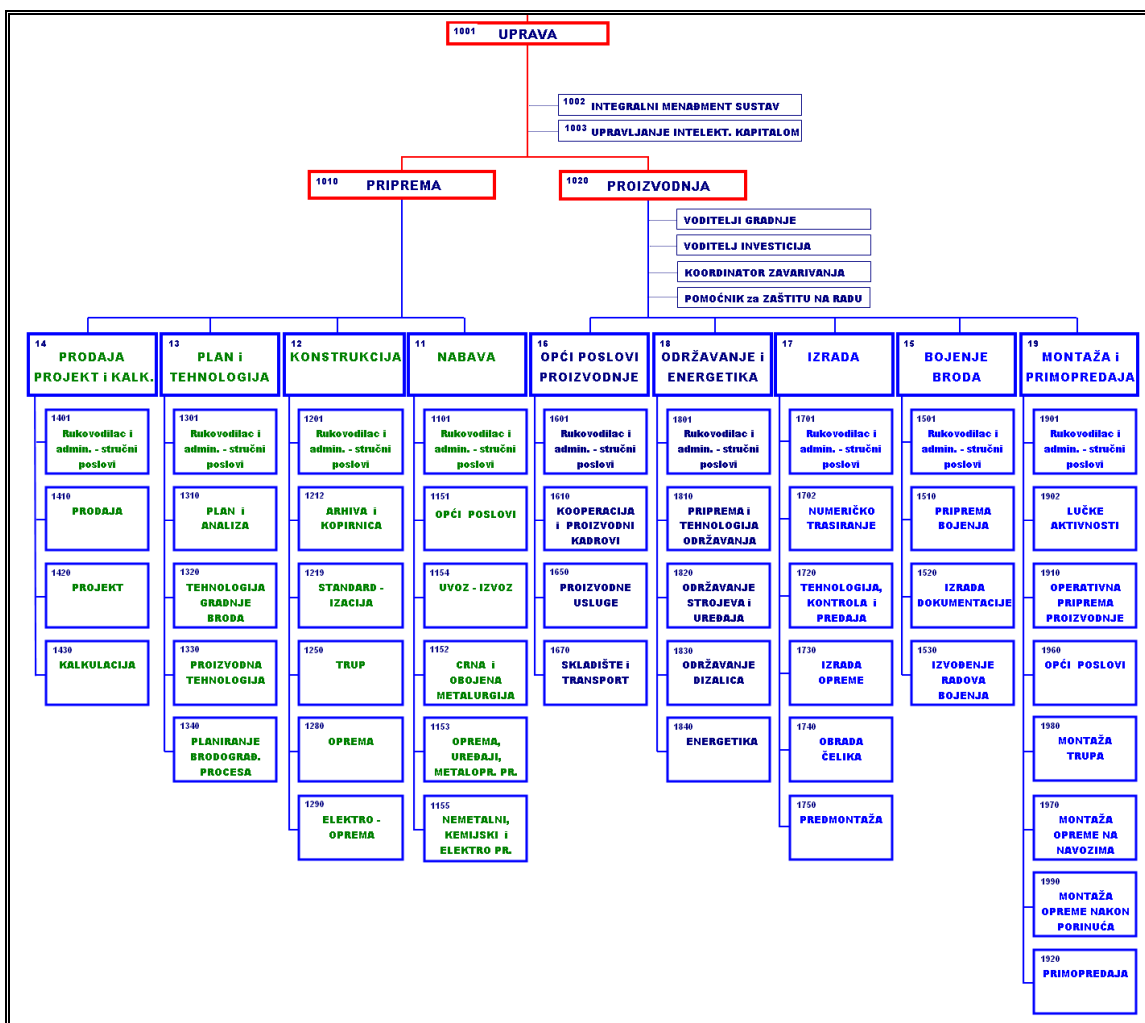 1001 UPRAVA
1002 INTEGRALNI MENAĐMENT SUSTAV
1003 UPRAVLJANJE INTELEKT. KAPITALOM
1010 PRIPREMA
1020 PROIZVODNJA
VODITELJI GRADNJE
VODITELJ INVESTICIJA
KOORDINATOR ZAVARIVANJA
POMOĆNIK za ZAŠTITU NA RADU
14
PRODAJA
PROJEKT i KALK.
1401
Rukovodilac i
admin. - stručni
poslovi
1410
PRODAJA
1420
PROJEKT
1430
KALKULACIJA
13
PLAN i
TEHNOLOGIJA
1301
Rukovodilac i
admin. - stručni
poslovi
1310
PLAN i
ANALIZA
1320
TEHNOLOGIJA
GRADNJE
BRODA
1330
PROIZVODNA
TEHNOLOGIJA
1340
PLANIRANJE
BRODOGRAĐ.
PROCESA
12
KONSTRUKCIJA
1201
Rukovodilac i
admin. - stručni
poslovi
1212
ARHIVA i
KOPIRNICA
1219
STANDARD -
IZACIJA
1250
TRUP
1280
OPREMA
1290
ELEKTRO -
OPREMA
11
NABAVA
1101
Rukovodilac i
admin. - stručni
poslovi
1151
OPĆI POSLOVI
1154
UVOZ - IZVOZ
1152
CRNA i
OBOJENA
METALURGIJA
1153
OPREMA,
UREĐAJI,
METALOPR. PR.
1155
NEMETALNI,
KEMIJSKI i
ELEKTRO PR.
16
OPĆI POSLOVI
PROIZVODNJE
1601
Rukovodilac i
admin. - stručni
poslovi
1610
KOOPERACIJA
i PROIZVODNI
KADROVI
1650
PROIZVODNE
USLUGE
1670
SKLADIŠTE i
TRANSPORT
18
ODRŽAVANJE i
ENERGETIKA
1801
Rukovodilac i
admin. - stručni
poslovi
1810
PRIPREMA i
TEHNOLOGIJA
ODRŽAVANJA
1820
ODRŽAVANJE
STROJEVA i
UREĐAJA
1830
ODRŽAVANJE
DIZALICA
1840
ENERGETIKA
17
IZRADA
1701
Rukovodilac i
admin. - stručni
poslovi
1702
NUMERIČKO
TRASIRANJE
1720
TEHNOLOGIJA,
KONTROLA i
PREDAJA
1730
IZRADA
OPREME
1740
OBRADA
ČELIKA
1750
PREDMONTAŽA
15
BOJENJE
BRODA
1501
Rukovodilac i
admin. - stručni
poslovi
1510
PRIPREMA
BOJENJA
1520
IZRADA
DOKUMENTACIJE
1530
IZVOĐENJE
RADOVA
BOJENJA
19
MONTAŽA i
PRIMOPREDAJA
1901
Rukovodilac i
admin. - stručni
poslovi
1902
LUČKE
AKTIVNOSTI
1910
OPERATIVNA
PRIPREMA
PROIZVODNJE
1960
OPĆI POSLOVI
1980
MONTAŽA
TRUPA
1970
MONTAŽA
OPREME NA
NAVOZIMA
1990
MONTAŽA
OPREME NAKON
PORINUĆA
1920
PRIMOPREDAJA